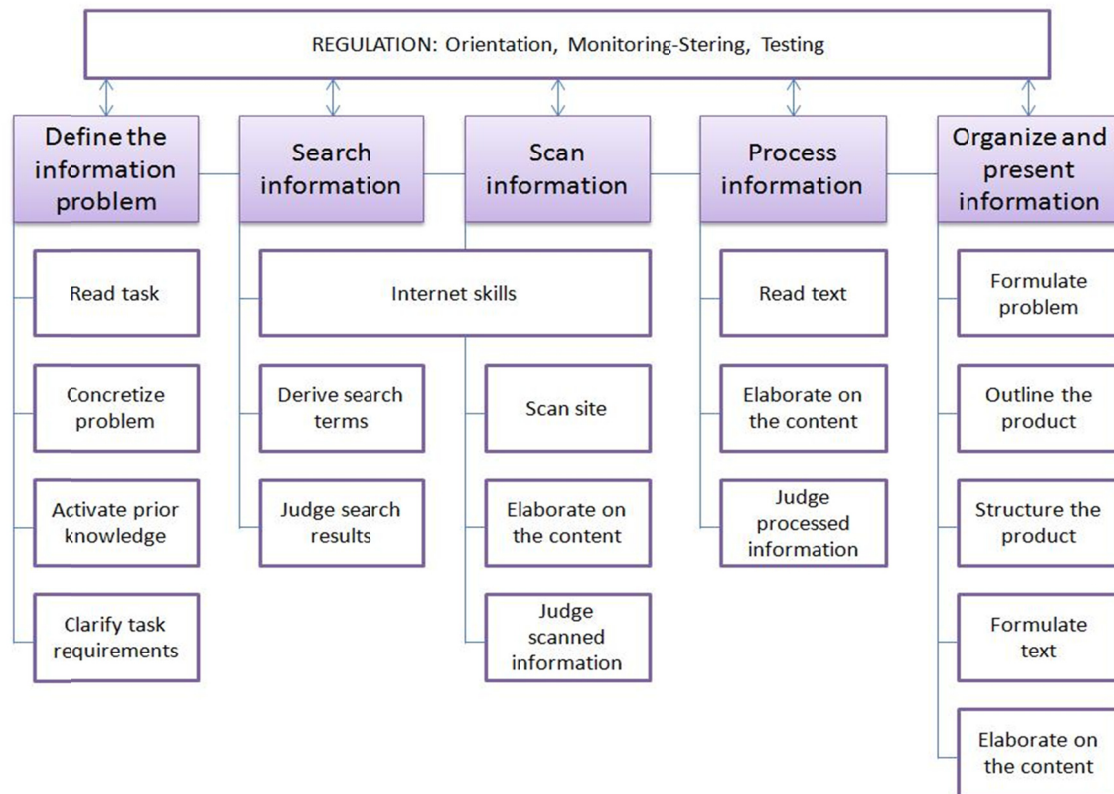 REGULATION: Orientation, Monitoring-Stering, Testing
Define the
information
problem
Search
information
Scan
information
Process
information
Organize and
present
information
Read task
Internet skills
Read text
Formulate
problem
Concretize
problem
Derive search
terms
Scan site
Elaborate on
the content
Outline the
product
Activate prior
knowledge
Judge search
results
Elaborate on
the content
Judge
processed
information
Structure the
product
Clarify task
requirements
Judge
scanned
information
Formulate
text
Elaborate on
the content